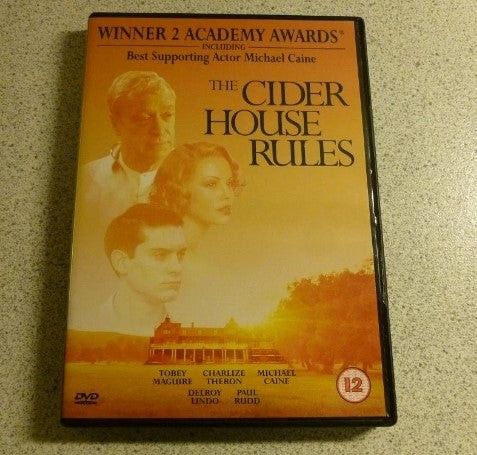 WINNER 2 ACADEMY AWARDS®
INCLUDING
Best Supporting Actor Michael Caine
THE CIDER
HOUSE
RULES
TOBEY MAGUIRE
CHARLIZE THERON
MICHAEL CAINE
DELROY LINDO
PAUL RUDD
DVD
12